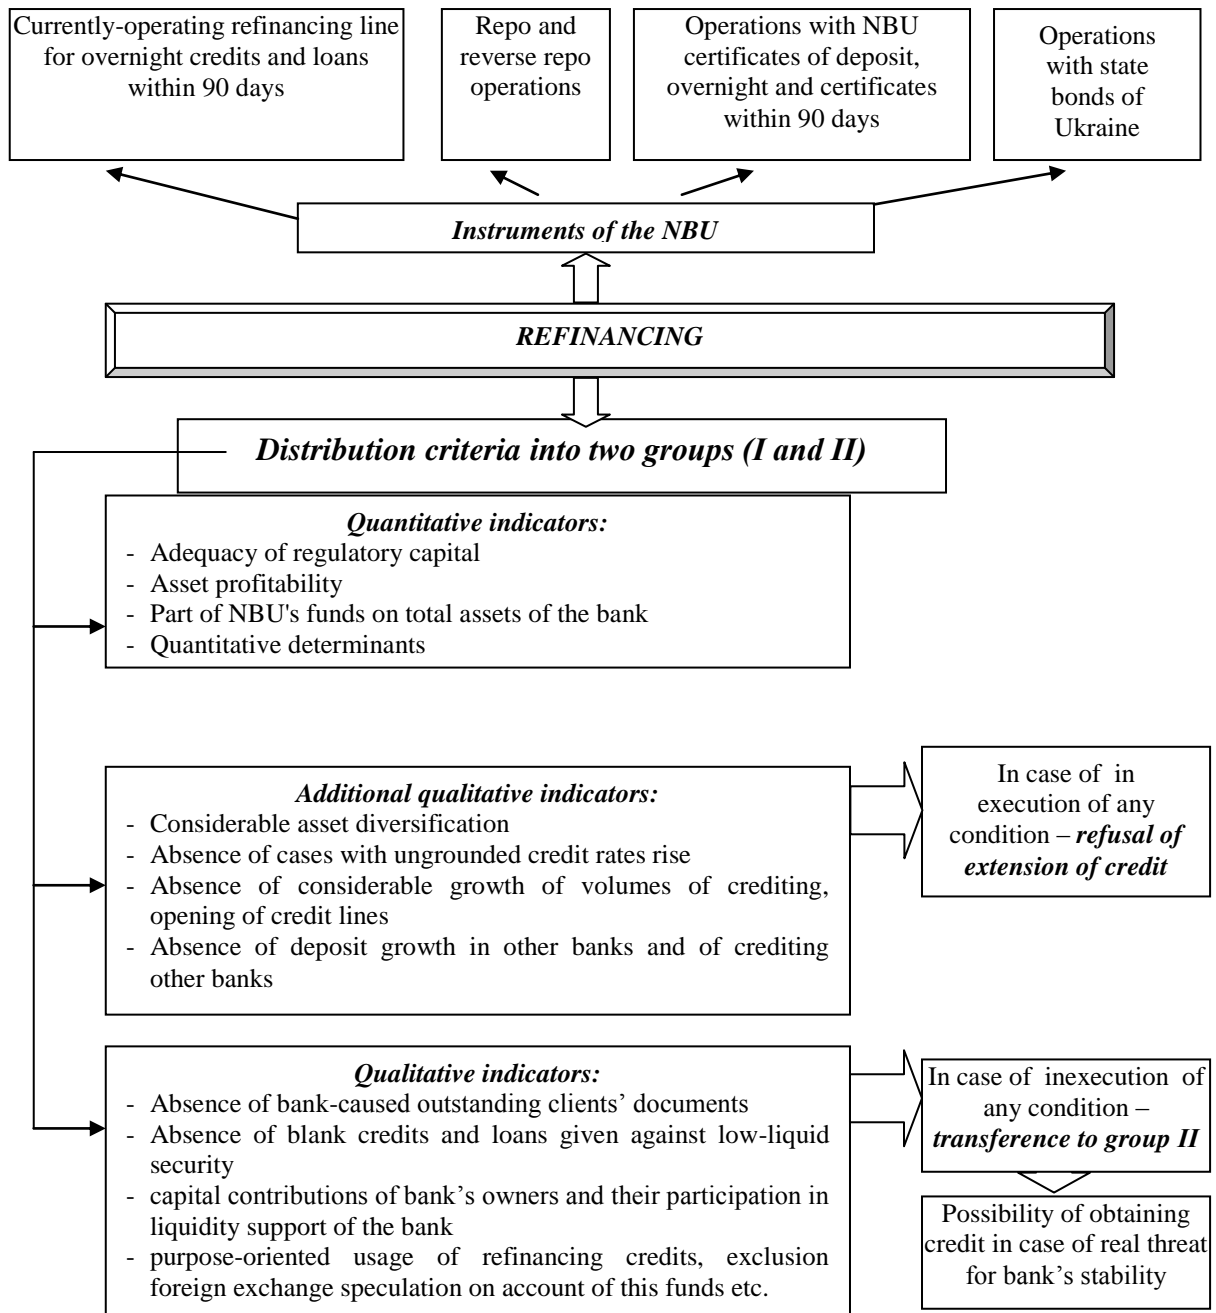 Currently-operating refinancing line
for overnight credits and loans
within 90 days
Repo and
reverse repo
operations
Operations with NBU
certificates of deposit,
overnight and certificates
within 90 days
Operations
with state
bonds of
Ukraine
Instruments of the NBU
REFINANCING
Distribution criteria into two groups (I and II)
Quantitative indicators:
- Adequacy of regulatory capital
- Asset profitability
- Part of NBU's funds on total assets of the bank
- Quantitative determinants
Additional qualitative indicators:
- Considerable asset diversification
- Absence of cases with ungrounded credit rates rise
- Absence of considerable growth of volumes of crediting,
opening of credit lines
- Absence of deposit growth in other banks and of crediting
other banks
In case of in
execution of any
condition – refusal of
extension of credit
Qualitative indicators:
- Absence of bank-caused outstanding clients’ documents
- Absence of blank credits and loans given against low-liquid
security
- capital contributions of bank’s owners and their participation in
liquidity support of the bank
- purpose-oriented usage of refinancing credits, exclusion
foreign exchange speculation on account of this funds etc.
In case of inexecution of
any condition –
transference to group II
Possibility of obtaining
credit in case of real threat
for bank’s stability